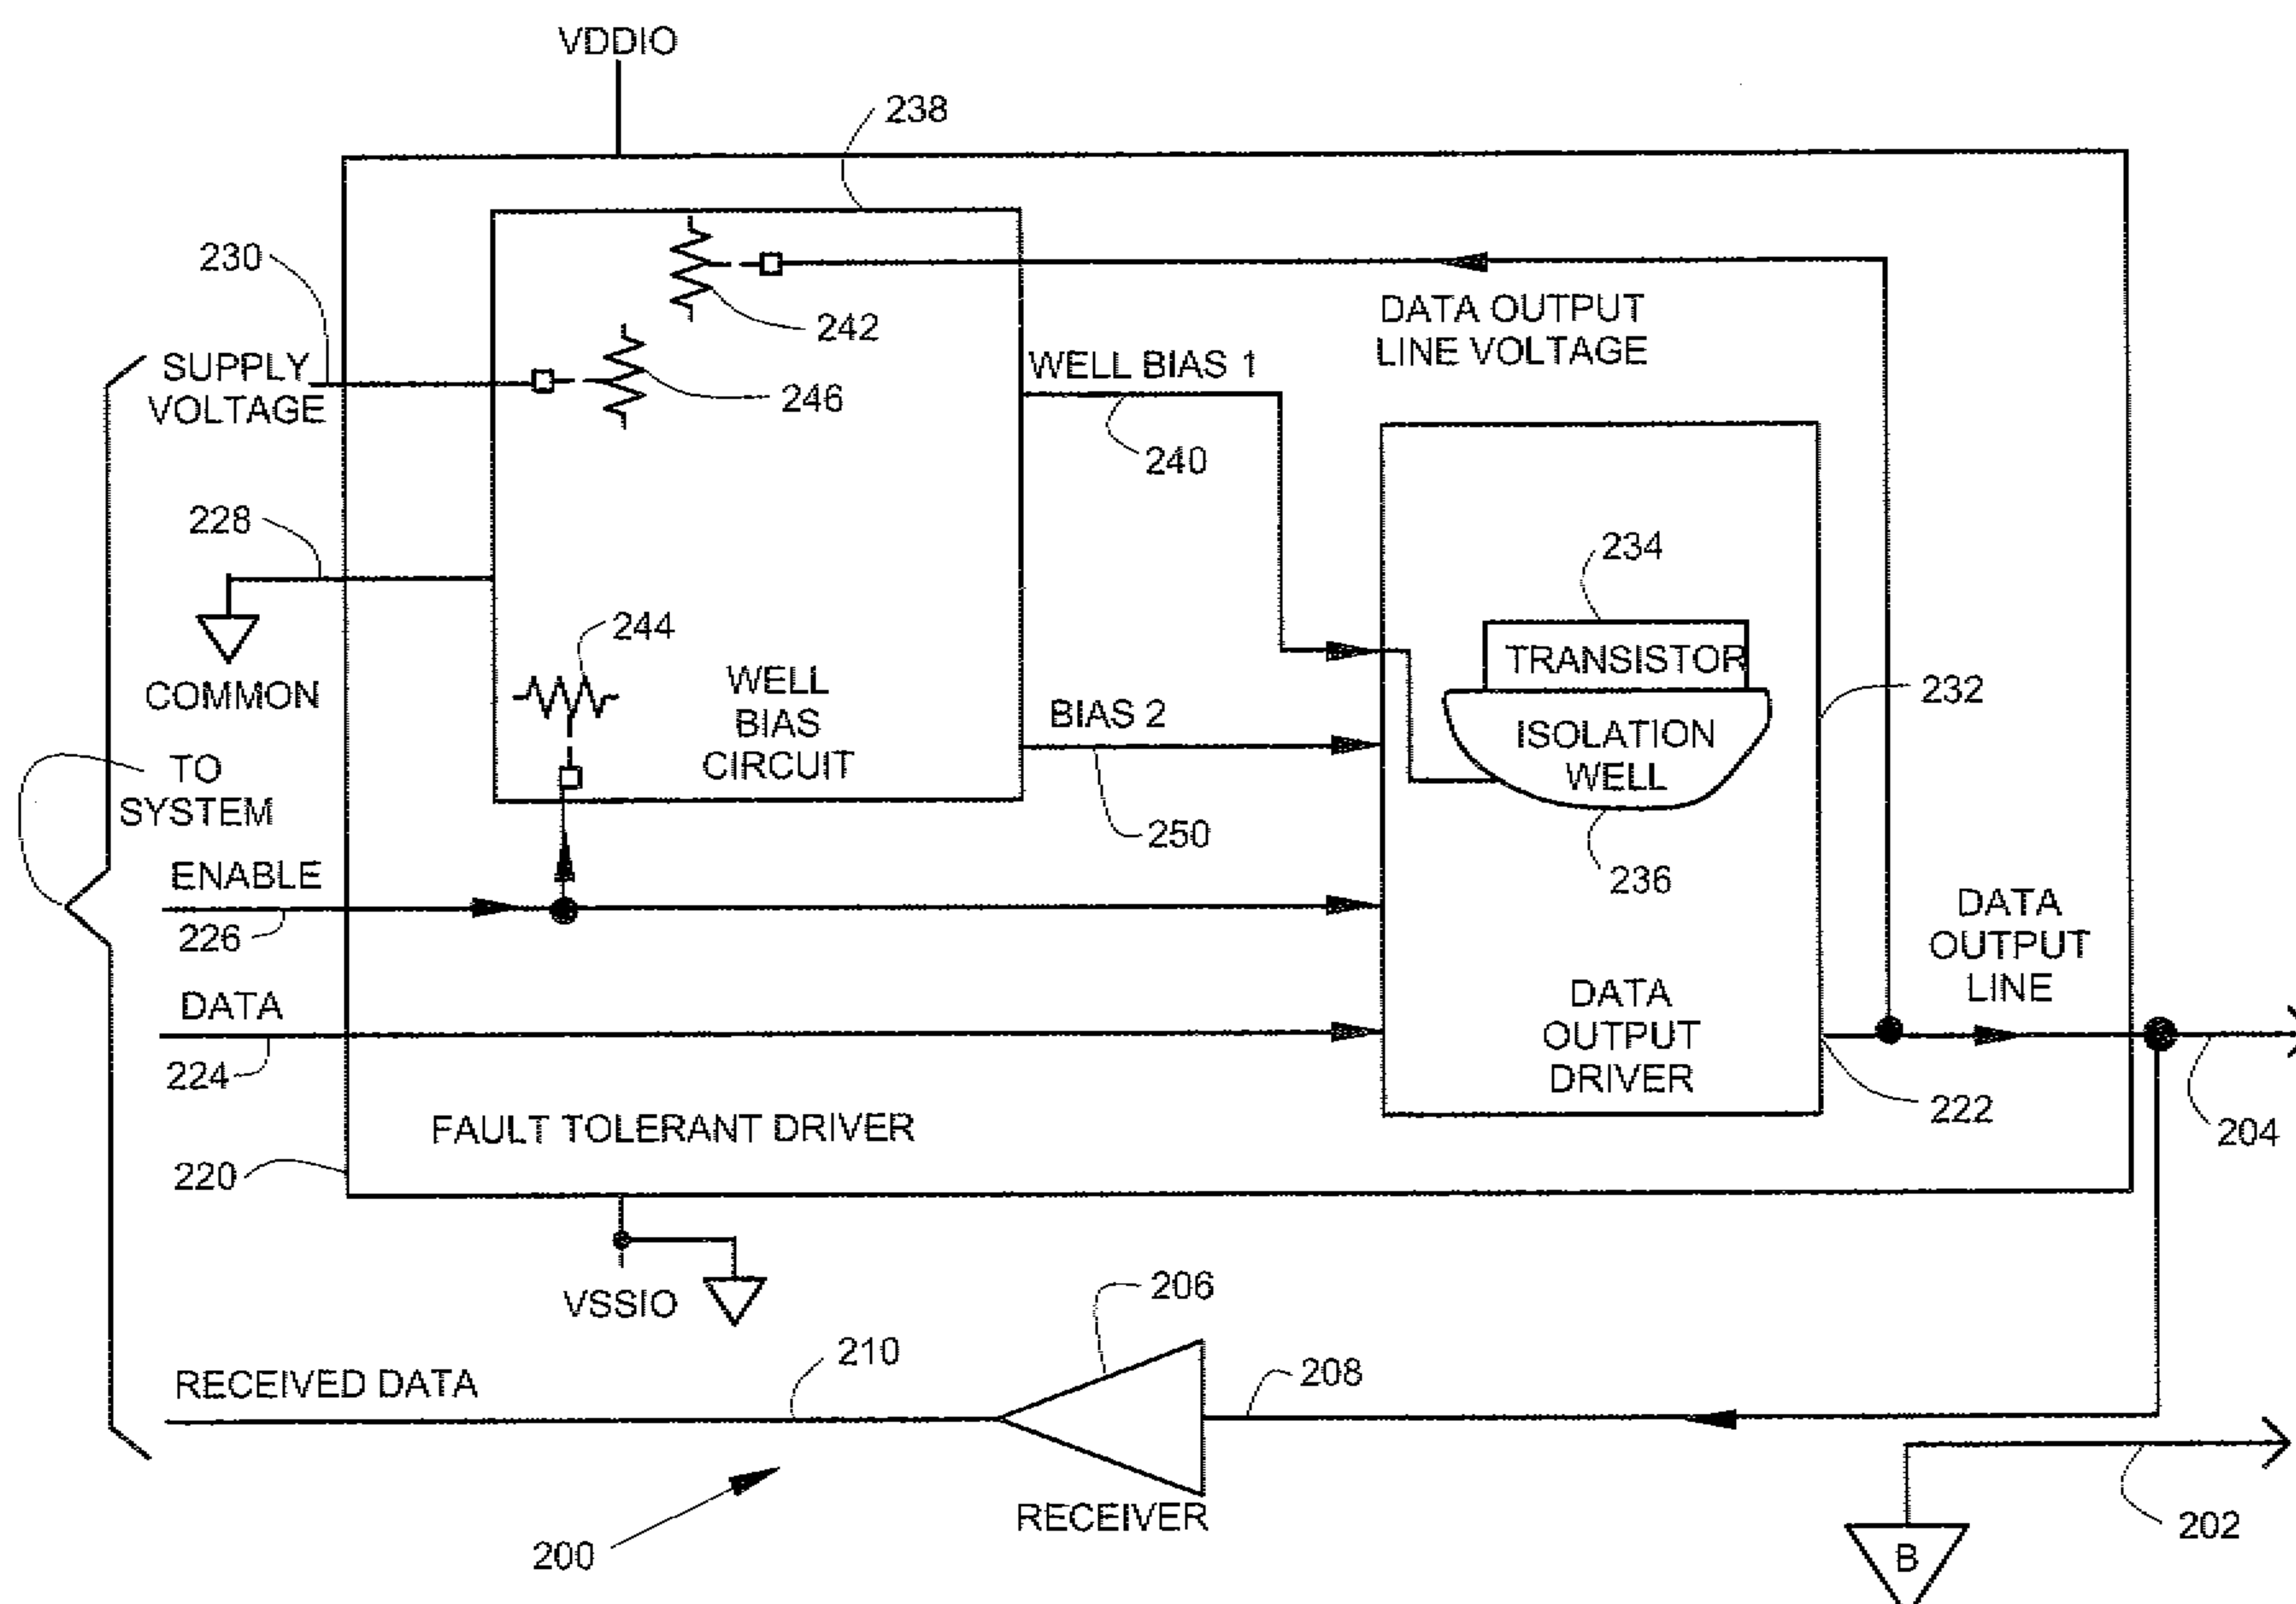 VDDIO
238
230
242
DATA OUTPUT
LINE VOLTAGE
SUPPLY
VOLTAGE
246
WELL BIAS 1
240
228
234
244
TRANSISTOR
COMMON
WELL
BIAS
CIRCUIT
BIAS 2
ISOLATION
WELL
232
TO
SYSTEM
250
ENABLE
236
226
DATA
OUTPUT
LINE
DATA
224
DATA
OUTPUT
DRIVER
222
204
FAULT TOLERANT DRIVER
220
VSSIO
206
RECEIVED DATA
210
208
RECEIVER
200
202
B